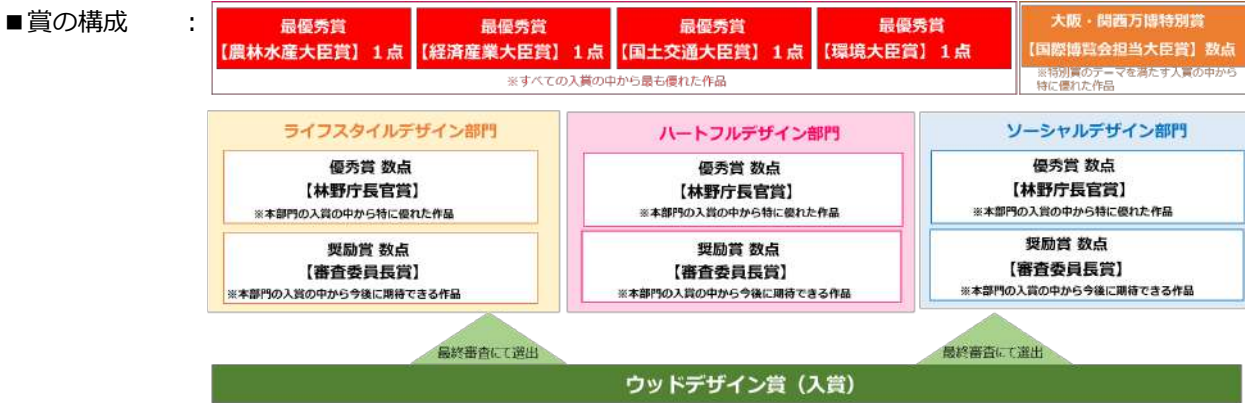 ■賞の構成 :
最優秀賞
【農林水産大臣賞】1点
最優秀賞
【経済産業大臣賞】1点
最優秀賞
【国土交通大臣賞】1点
最優秀賞
【環境大臣賞】1点
※すべての入賞の中から最も優れた作品
大阪・関西万博特別賞
【国際博覧会担当大臣賞】数点
※特別賞のテーマを満たす入賞の中から
特に優れた作品
ライフスタイルデザイン部門
優秀賞 数点
【林野庁長官賞】
※本部門の入賞の中から特に優れた作品
奨励賞 数点
【審査委員長賞】
※本部門の入賞の中から今後に期待できる作品
ハートフルデザイン部門
優秀賞 数点
【林野庁長官賞】
※本部門の入賞の中から特に優れた作品
奨励賞 数点
【審査委員長賞】
※本部門の入賞の中から今後に期待できる作品
ソーシャルデザイン部門
優秀賞 数点
【林野庁長官賞】
※本部門の入賞の中から特に優れた作品
奨励賞 数点
【審査委員長賞】
※本部門の入賞の中から今後に期待できる作品
最終審査にて選出
最終審査にて選出
ウッドデザイン賞（入賞）